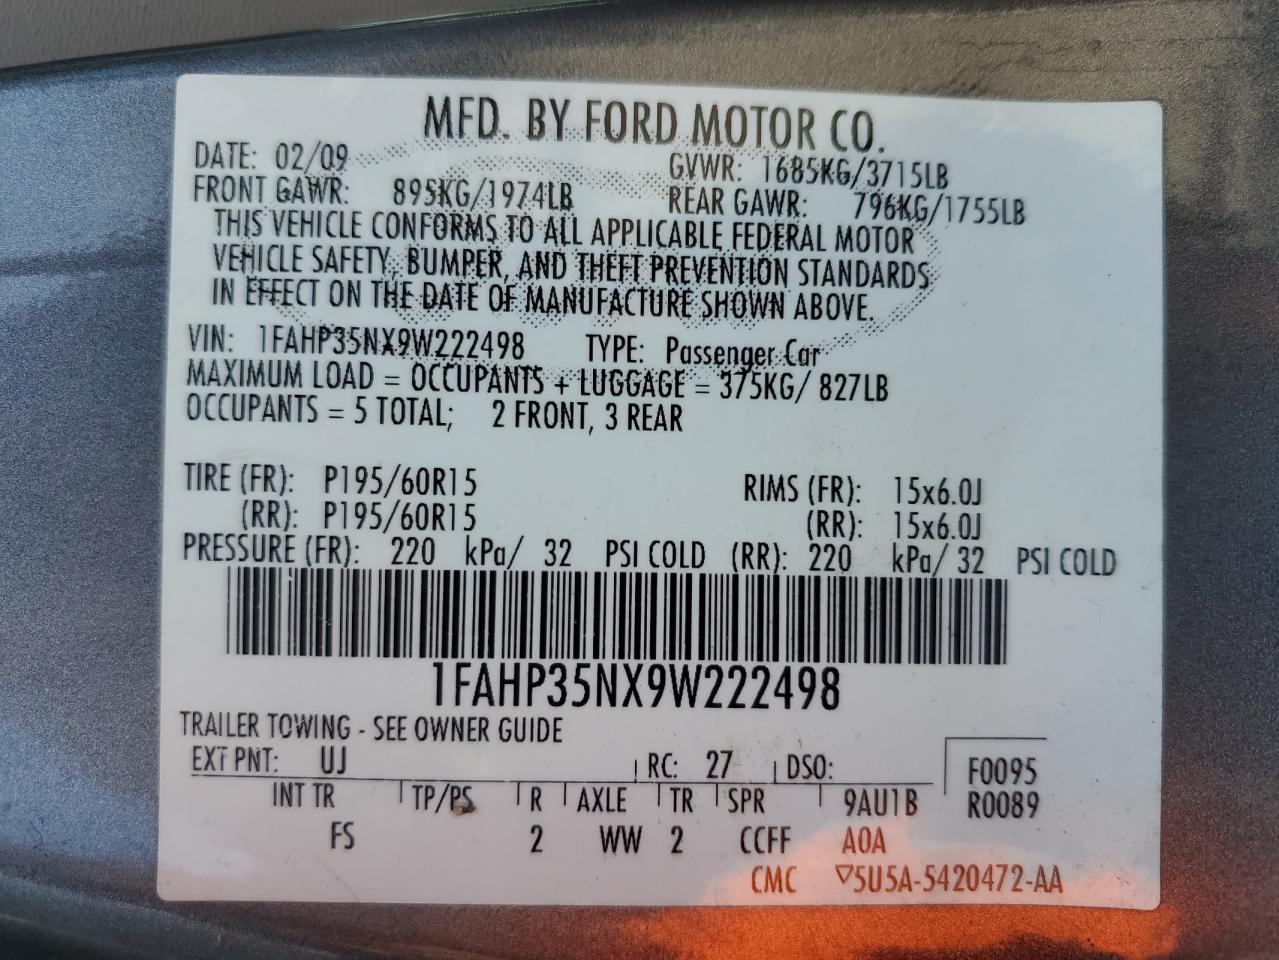 MFD. BY FORD MOTOR CO.
DATE: 02/09 GVWR: 1685KG/3715LB
FRONT GAWR: 895KG/1974LB REAR GAWR: 796KG/1755LB
THIS VEHICLE CONFORMS TO ALL APPLICABLE FEDERAL MOTOR
VEHICLE SAFETY, BUMPER, AND THEFT PREVENTION STANDARDS
IN EFFECT ON THE DATE OF MANUFACTURE SHOWN ABOVE.
VIN: 1FAHP35NX9W222498 TYPE: Passenger Car
MAXIMUM LOAD = OCCUPANTS + LUGGAGE = 375KG/ 827LB
OCCUPANTS = 5 TOTAL; 2 FRONT, 3 REAR
TIRE (FR): P195/60R15 RIMS (FR): 15x6.0J
(RR): P195/60R15 (RR): 15x6.0J
PRESSURE (FR): 220 kPa/ 32 PSI COLD (RR): 220 kPa/ 32 PSI COLD
1FAHP35NX9W222498
TRAILER TOWING - SEE OWNER GUIDE
EXT PNT: UJ RC: 27 DSO: F0095
INT TR TP/PS R AXLE TR SPR 9AU1B R0089
FS 2 WW 2 CCFF A0A
CMC ▽5U5A-5420472-AA